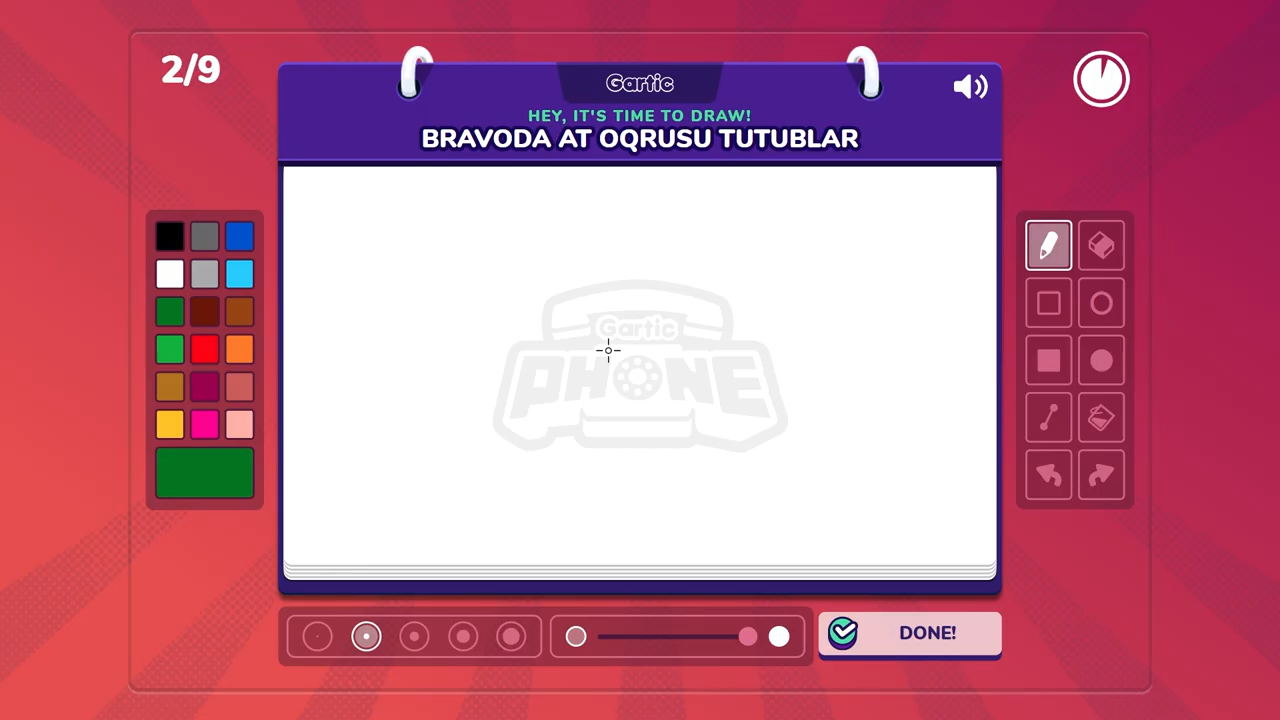 2/9
Gartic
HEY, IT'S TIME TO DRAW!
BRAVODA AT OQRUSU TUTUBLAR
Gartic
PHONE
DONE!